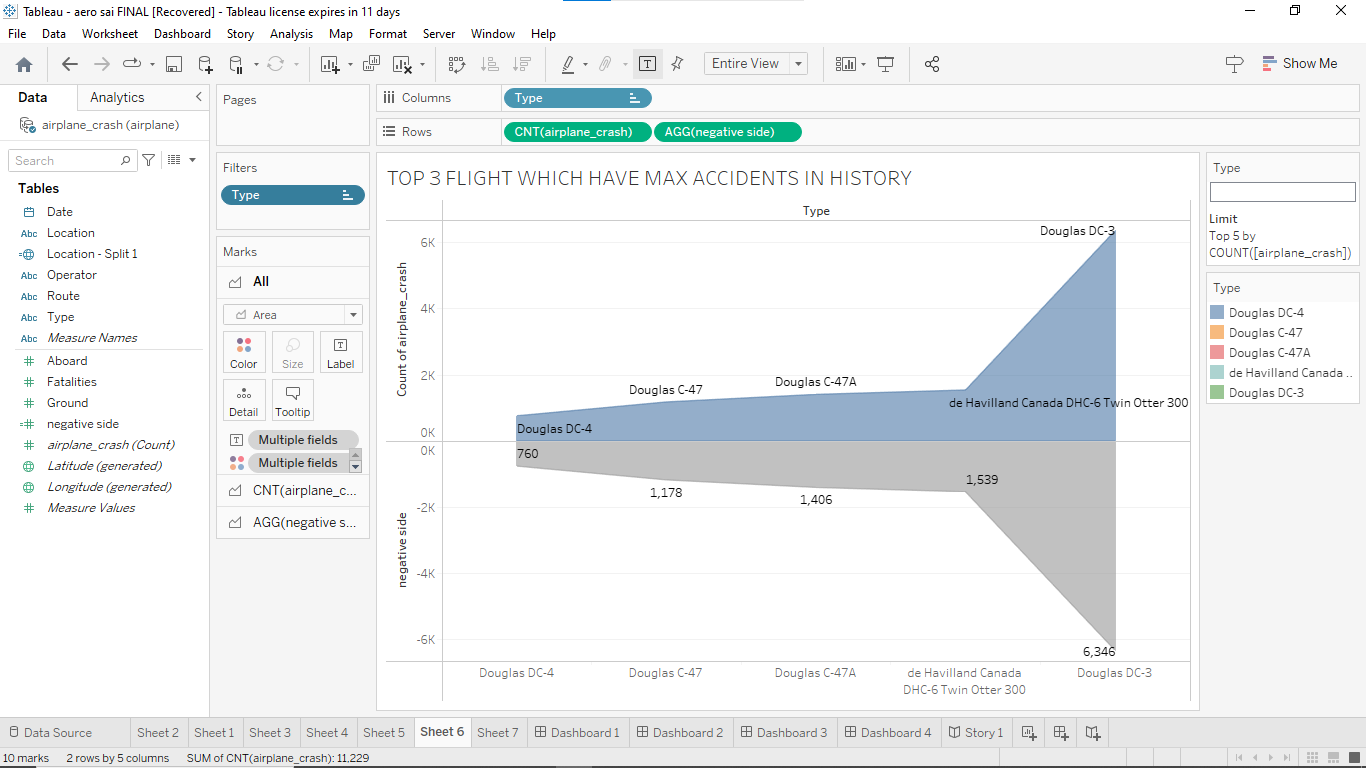 Tableau - aero sai FINAL [Recovered] - Tableau license expires in 11 days
File Data Worksheet Dashboard Story Analysis Map Format Server Window Help
Entire View
Show Me
Data Analytics
airplane_crash (airplane)
Search
Tables
Date
Abc Location
Location - Split 1
Abc Operator
Abc Route
Abc Type
Abc Measure Names
Aboard
Fatalities
Ground
negative side
airplane_crash (Count)
Latitude (generated)
Longitude (generated)
Measure Values
Pages
Filters
Type
Marks
All
Area
Color Size Label
Detail Tooltip
Multiple fields
Multiple fields
CNT(airplane_c...
AGG(negative s...
Columns Type
Rows CNT(airplane_crash) AGG(negative side)
TOP 3 FLIGHT WHICH HAVE MAX ACCIDENTS IN HISTORY
Type
Count of airplane_crash
6K
4K
2K
0K
Douglas DC-3
Douglas C-47A
Douglas C-47
de Havilland Canada DHC-6 Twin Otter 300
Douglas DC-4
negative side
0K
-2K
-4K
-6K
760
1,178
1,406
1,539
6,346
Douglas DC-4
Douglas C-47
Douglas C-47A
de Havilland Canada
DHC-6 Twin Otter 300
Douglas DC-3
Type
Limit
Top 5 by
COUNT([airplane_crash])
Type
Douglas DC-4
Douglas C-47
Douglas C-47A
de Havilland Canada ..
Douglas DC-3
Data Source Sheet 2 Sheet 1 Sheet 3 Sheet 4 Sheet 5 Sheet 6 Sheet 7 Dashboard 1 Dashboard 2 Dashboard 3 Dashboard 4 Story 1
10 marks 2 rows by 5 columns SUM of CNT(airplane_crash): 11,229